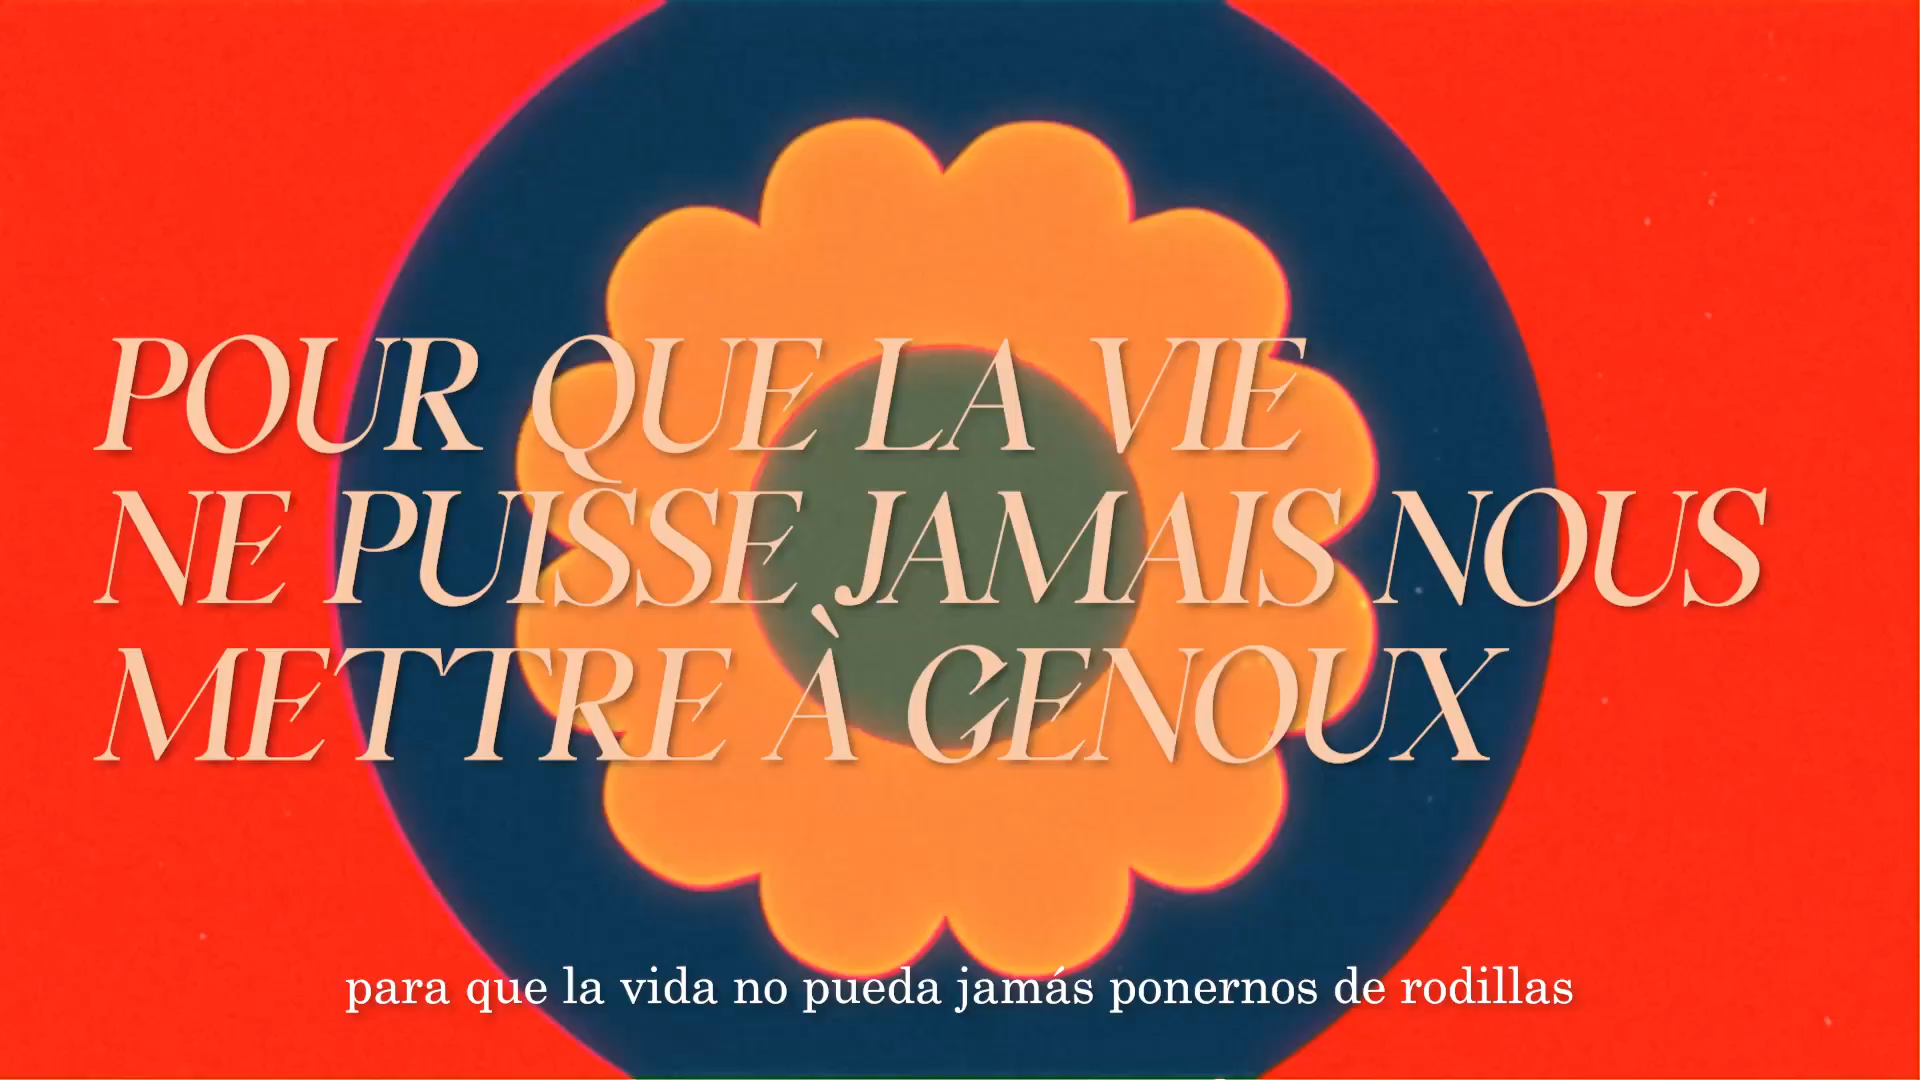 POUR QUE LA VIE
NE PUISSE JAMAIS NOUS
METTRE À GENOUX
para que la vida no pueda jamás ponernos de rodillas